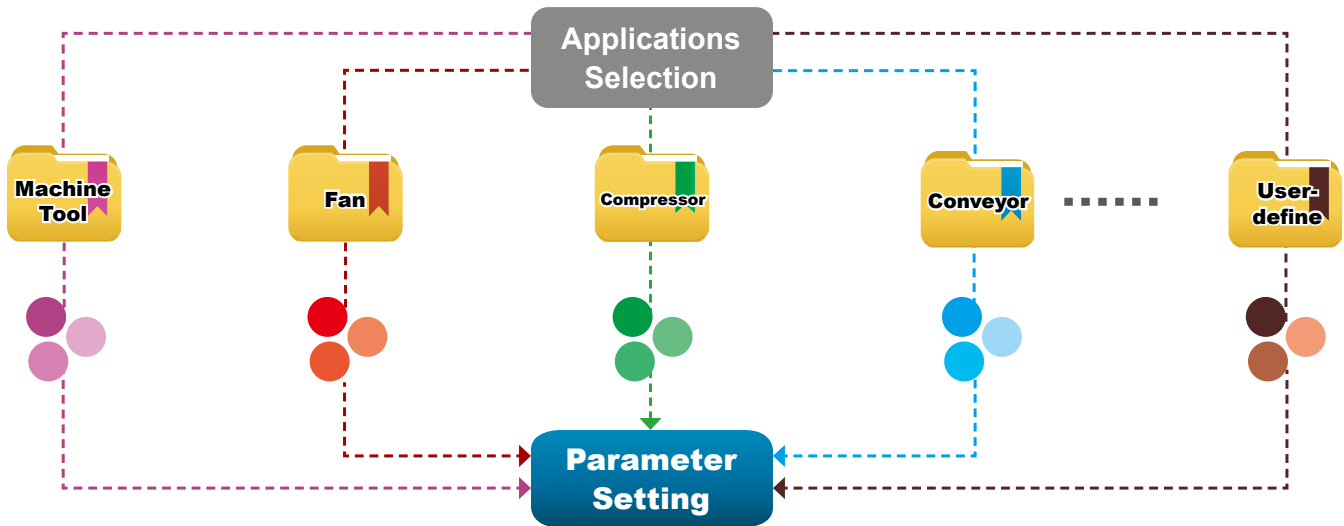 Applications
Selection
Machine
Tool
Fan
Compressor
Conveyor
User-
define
Parameter
Setting